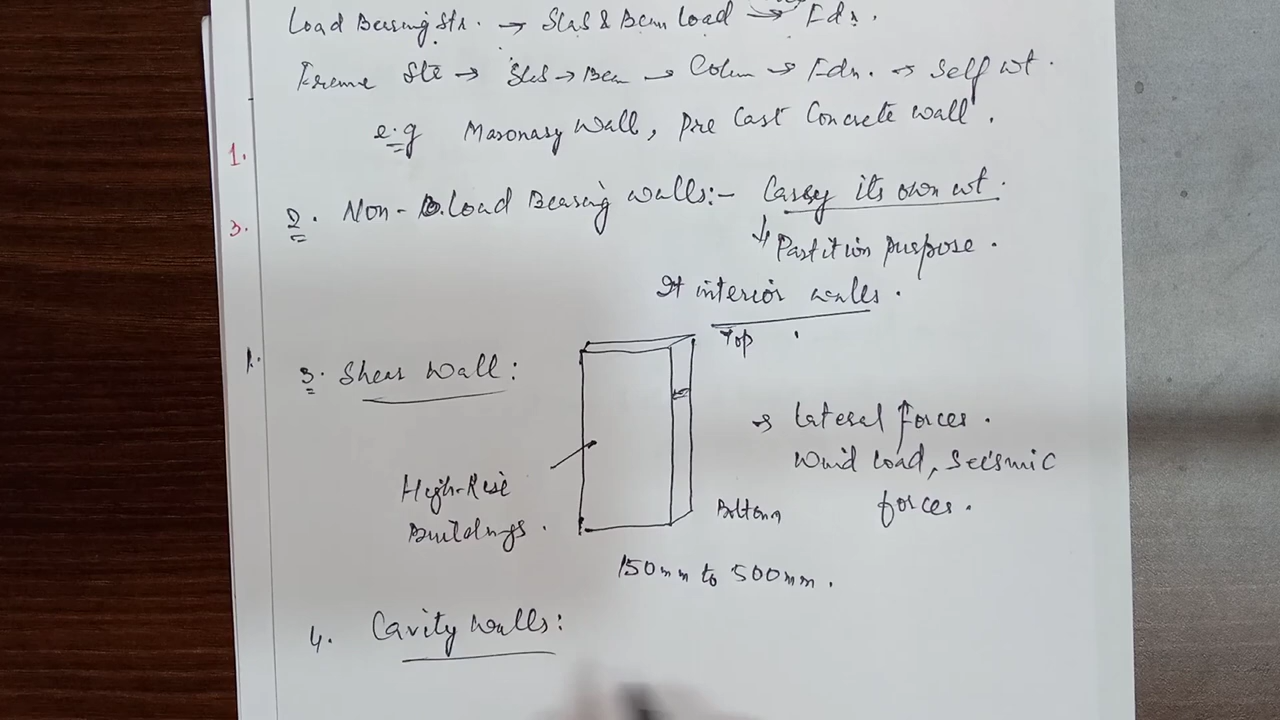 Load Bearing Str. → Slab & Beam Load → Fdn.
Frame Str → Slab → Beam → Colum → Fdn. → Self wt.
e.g Masonary Wall, Pre Cast Concrete wall.
1.
2. Non-Load Bearing walls:- Carry its own wt.
3.
↓ Partition purpose.
It interior walls.
Top
1.
3. Shear Wall:
→ lateral forces.
Wind load, Seismic
forces.
High-Rise
Buildings.
Bottom
150mm to 500mm.
4. Cavity walls: